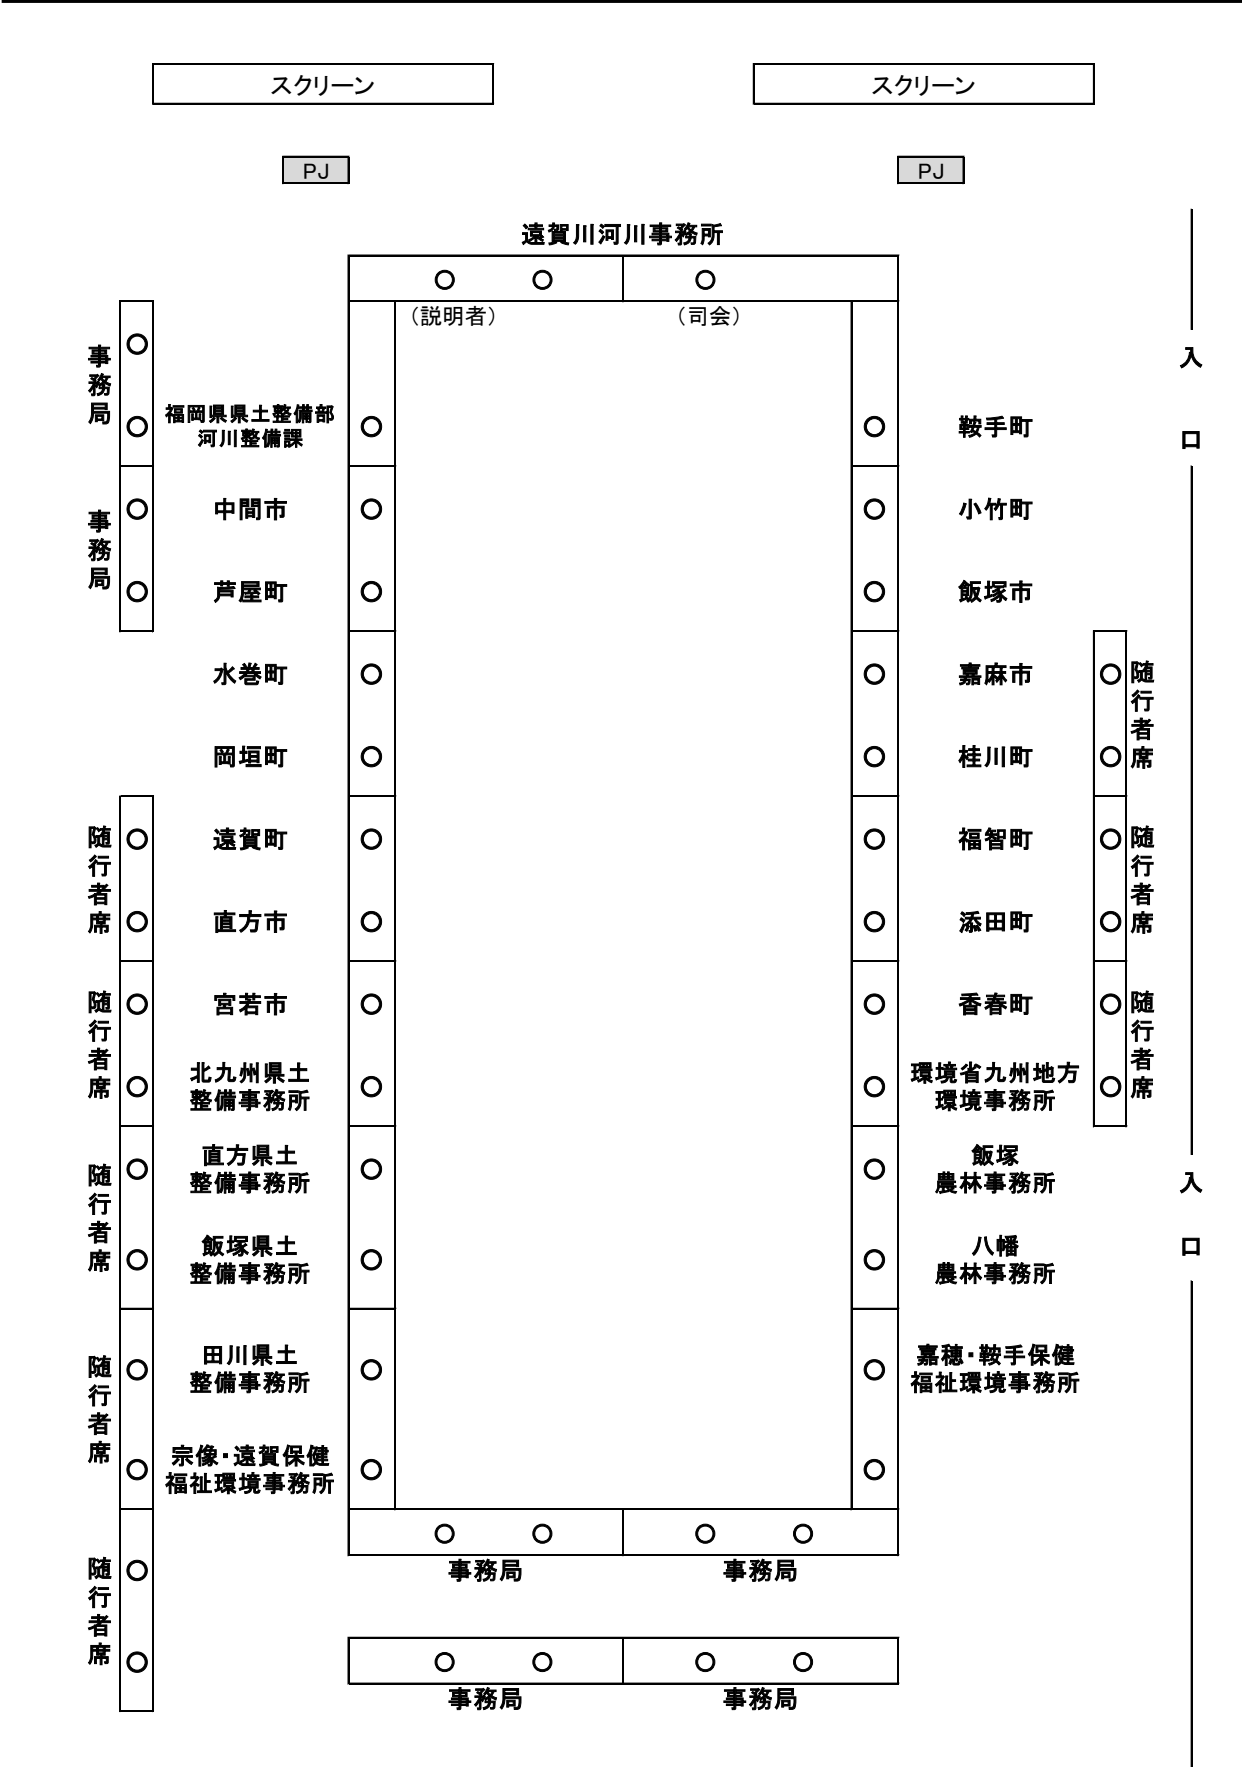 スクリーン
スクリーン
PJ
PJ
遠賀川河川事務所
（説明者）
（司会）
事務局
福岡県県土整備部
河川整備課
鞍手町
入口
事務局
中間市
小竹町
芦屋町
飯塚市
水巻町
嘉麻市
随行者席
岡垣町
桂川町
随行者席
遠賀町
福智町
随行者席
直方市
添田町
随行者席
宮若市
香春町
随行者席
北九州県土
整備事務所
環境省九州地方
環境事務所
随行者席
直方県土
整備事務所
飯塚
農林事務所
入口
飯塚県土
整備事務所
八幡
農林事務所
随行者席
田川県土
整備事務所
嘉穂・鞍手保健
福祉環境事務所
宗像・遠賀保健
福祉環境事務所
随行者席
事務局
事務局
事務局
事務局